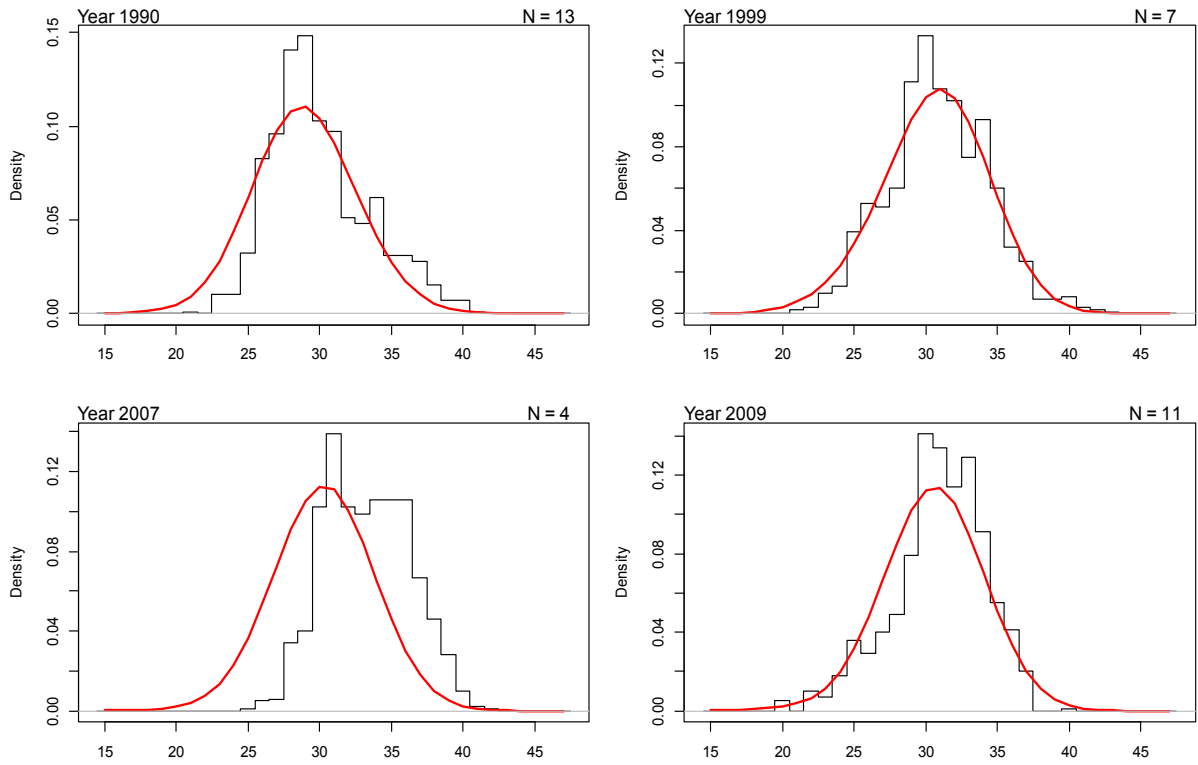 Year 1990 N = 13
Density
0.00 0.05 0.10 0.15
15 20 25 30 35 40 45
Year 1999 N = 7
Density
0.00 0.04 0.08 0.12
15 20 25 30 35 40 45
Year 2007 N = 4
Density
0.00 0.04 0.08 0.12
15 20 25 30 35 40 45
Year 2009 N = 11
Density
0.00 0.04 0.08 0.12
15 20 25 30 35 40 45